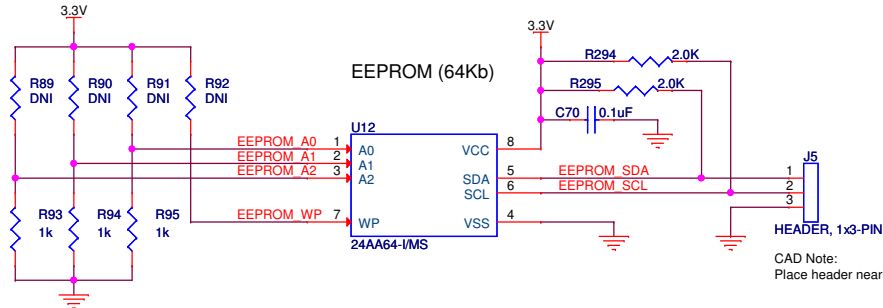 3.3V
3.3V
R89
DNI
R90
DNI
R91
DNI
R92
DNI
EEPROM (64Kb)
R294
2.0K
R295
2.0K
C70
0.1uF
U12
EEPROM_A0
1
A0
EEPROM_A1
2
A1
EEPROM_A2
3
A2
EEPROM_WP
7
WP
VCC
8
SDA
5
EEPROM_SDA
SCL
6
EEPROM_SCL
VSS
4
24AA64-I/MS
R93
1k
R94
1k
R95
1k
J5
1
2
3
HEADER, 1x3-PIN
CAD Note:
Place header near